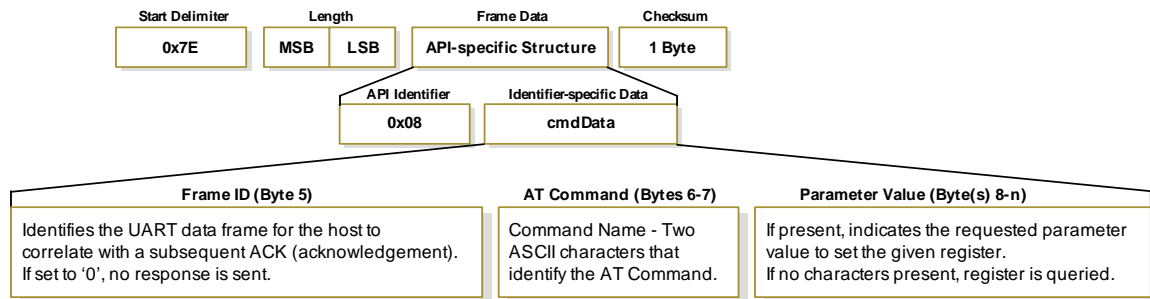 Start Delimiter
Length
Frame Data
Checksum
0x7E
MSB
LSB
API-specific Structure
1 Byte
API Identifier
Identifier-specific Data
0x08
cmdData
Frame ID (Byte 5)
Identifies the UART data frame for the host to
correlate with a subsequent ACK (acknowledgement).
If set to ‘0’, no response is sent.
AT Command (Bytes 6-7)
Command Name - Two
ASCII characters that
identify the AT Command.
Parameter Value (Byte(s) 8-n)
If present, indicates the requested parameter
value to set the given register.
If no characters present, register is queried.